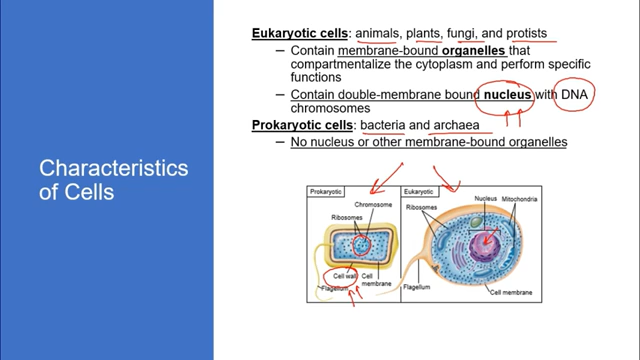 Characteristics
of Cells
Eukaryotic cells: animals, plants, fungi, and protists
– Contain membrane-bound organelles that
compartmentalize the cytoplasm and perform specific
functions
– Contain double-membrane bound nucleus with DNA
chromosomes
Prokaryotic cells: bacteria and archaea
– No nucleus or other membrane-bound organelles
Prokaryotic
Chromosome
Ribosomes
Cell wall
Cell
membrane
Flagellum
Eukaryotic
Nucleus
Mitochondria
Ribosomes
Flagellum
Cell membrane